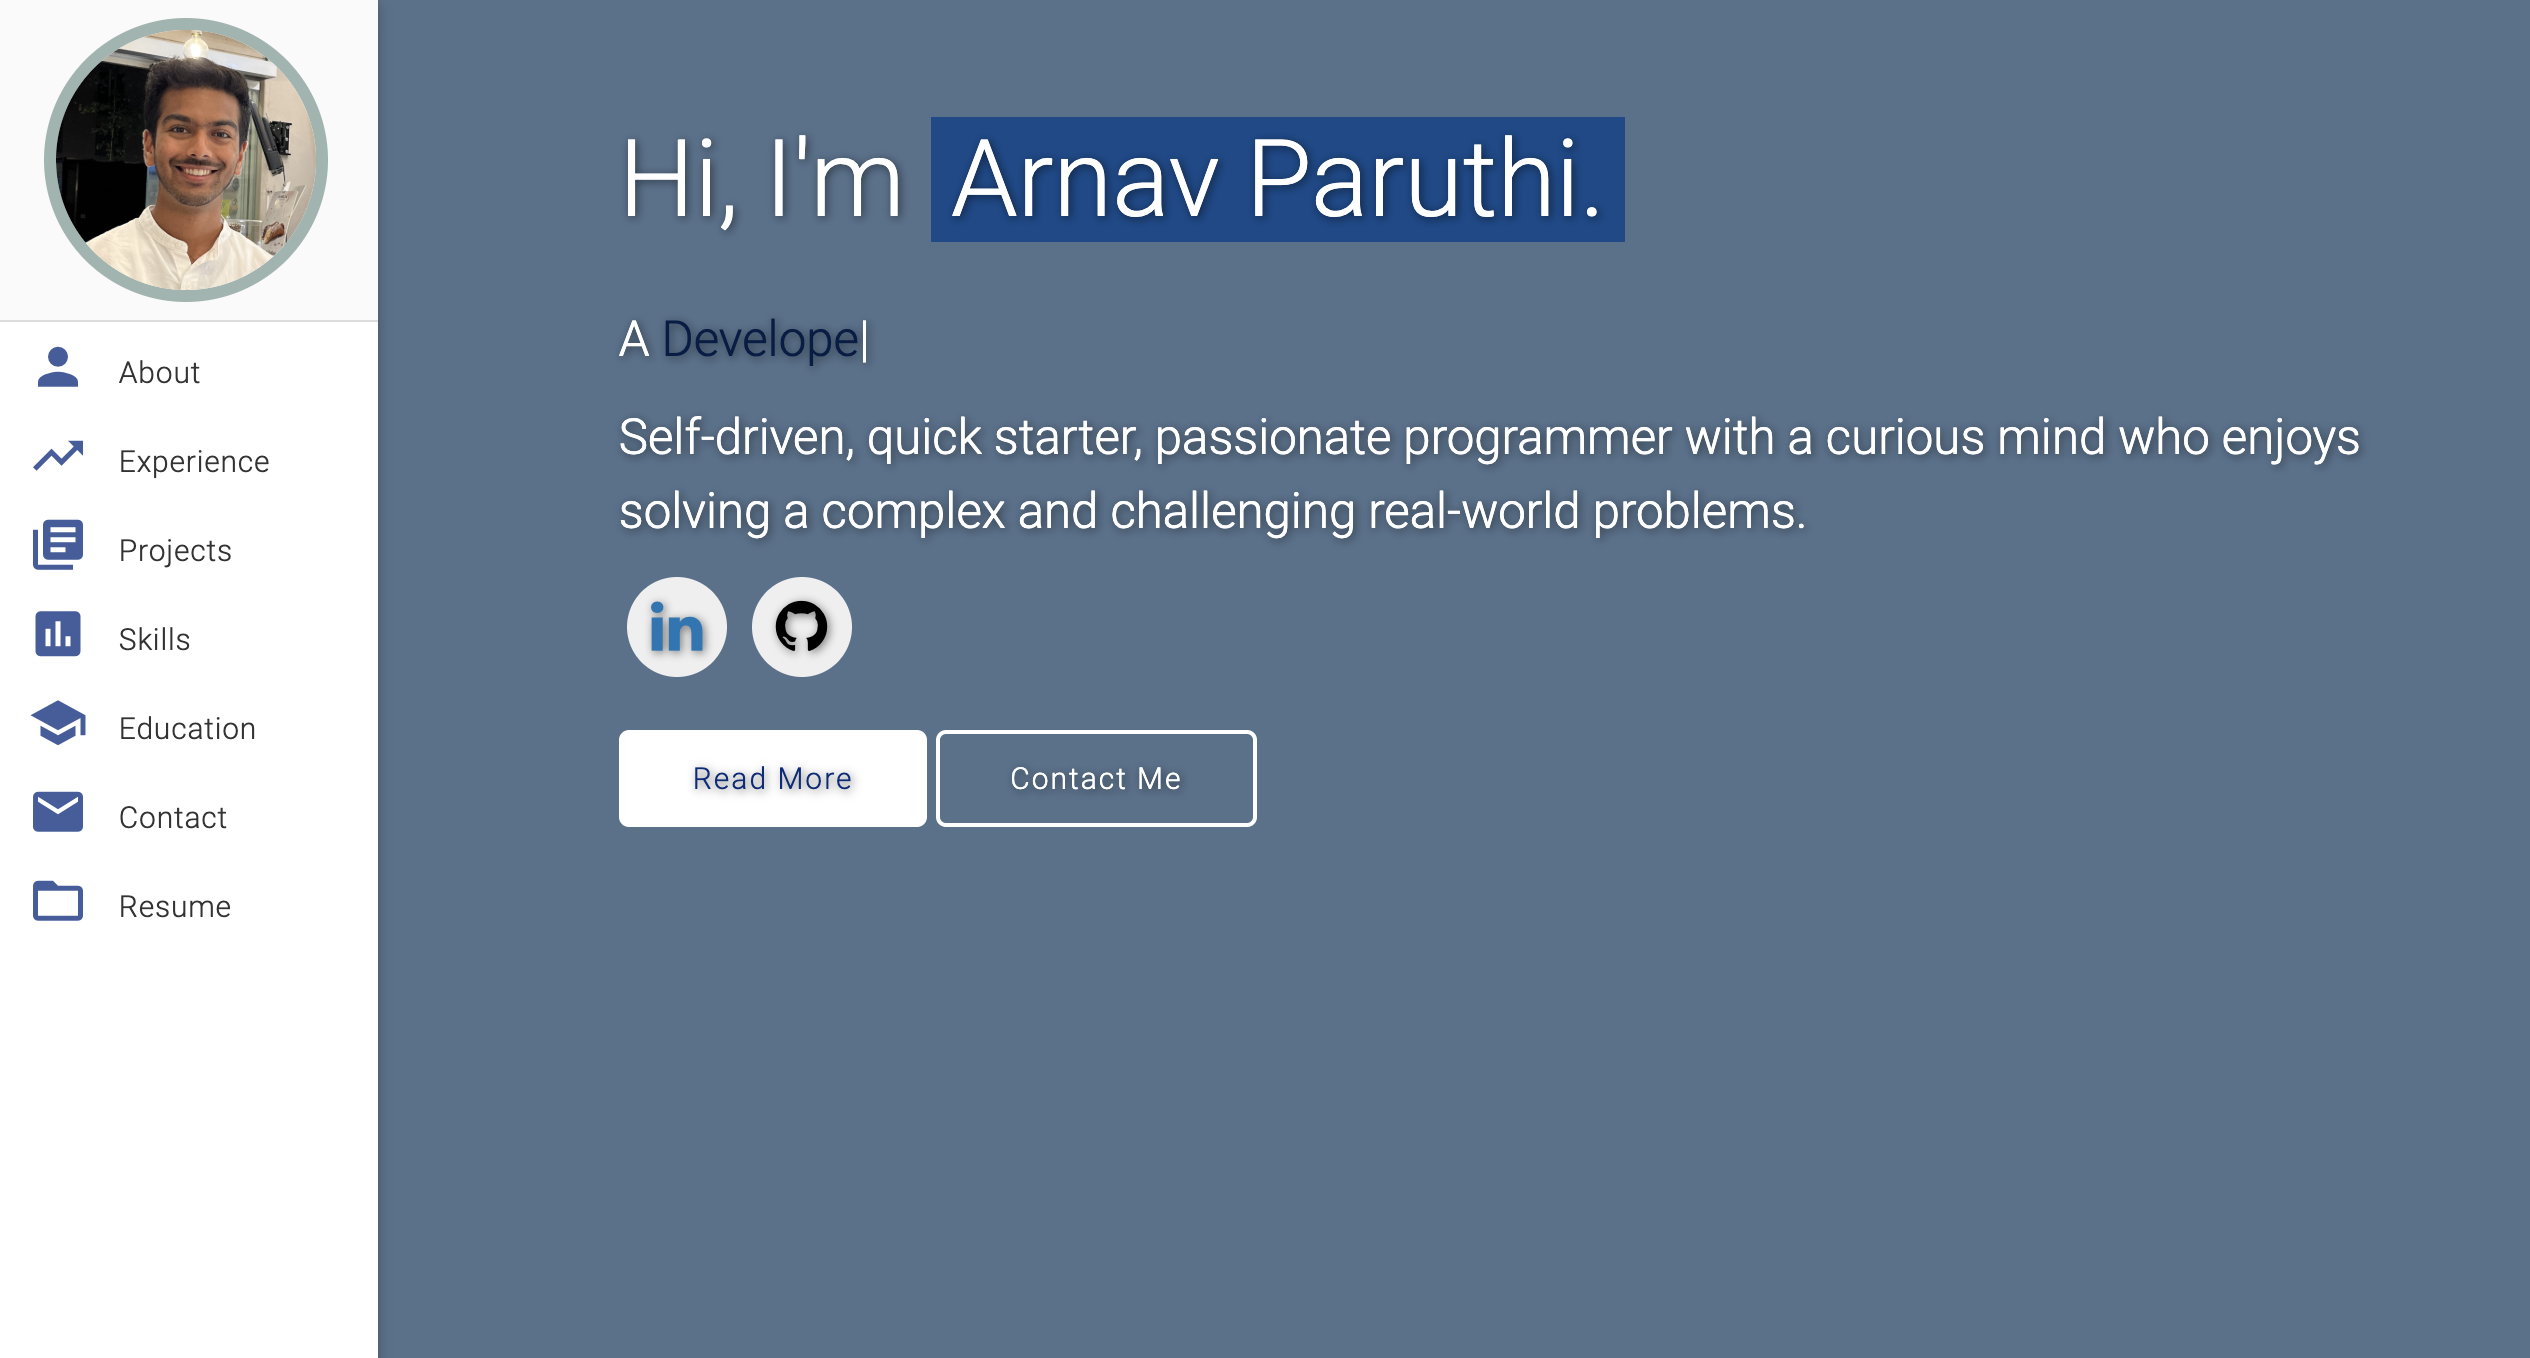 About
Experience
Projects
Skills
Education
Contact
Resume
Hi, I'm Arnav Paruthi.
A Develope|
Self-driven, quick starter, passionate programmer with a curious mind who enjoys
solving a complex and challenging real-world problems.
in
Read More
Contact Me